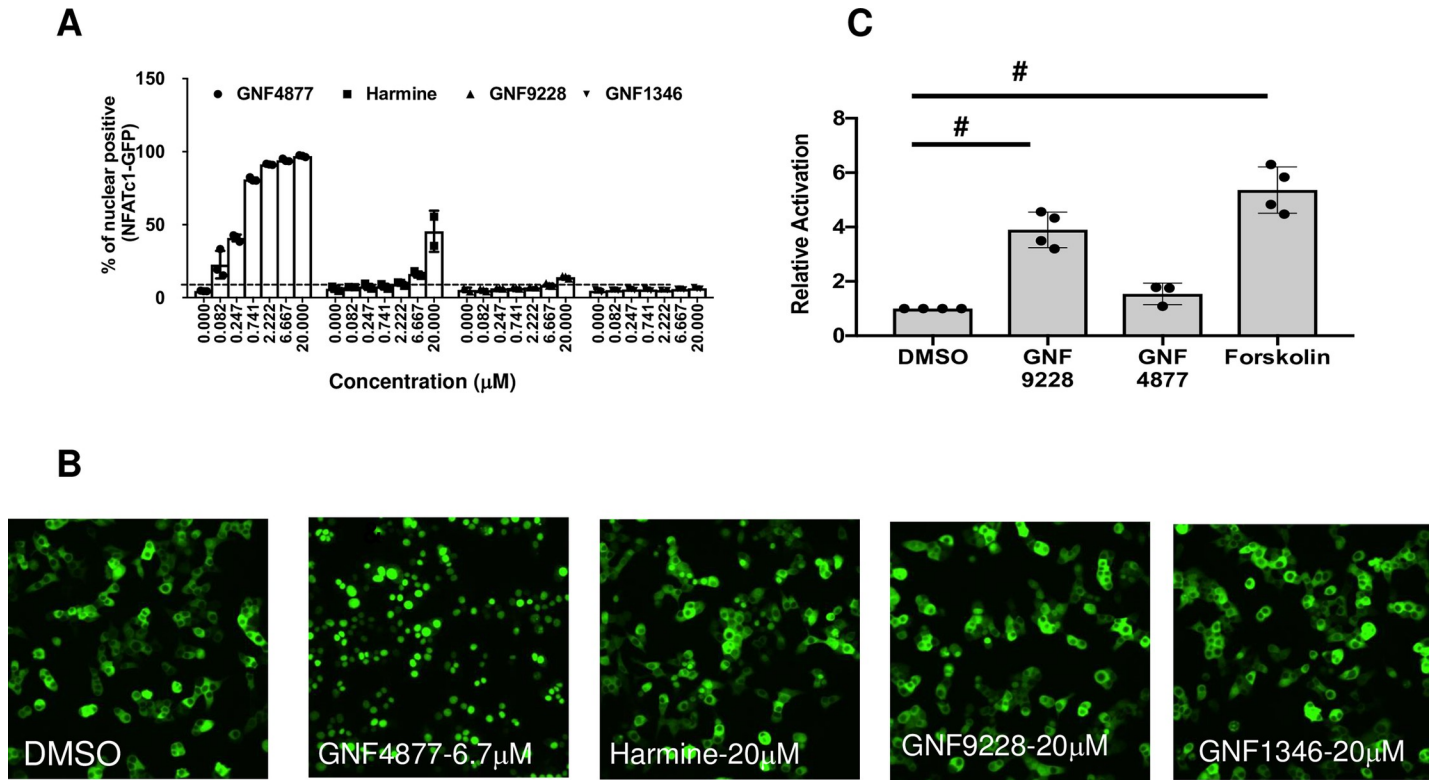 A
C
% of nuclear positive
(NFATc1-GFP)
150
100
50
0
GNF4877 Harmine GNF9228 GNF1346
0.000 0.082 0.247 0.741 2.222 6.667 20.000 0.000 0.082 0.247 0.741 2.222 6.667 20.000 0.000 0.082 0.247 0.741 2.222 6.667 20.000 0.000 0.082 0.247 0.741 2.222 6.667 20.000
Concentration (μM)
#
#
Relative Activation
8
6
4
2
0
DMSO GNF GNF Forskolin
9228 4877
B
DMSO
GNF4877-6.7μM
Harmine-20μM
GNF9228-20μM
GNF1346-20μM